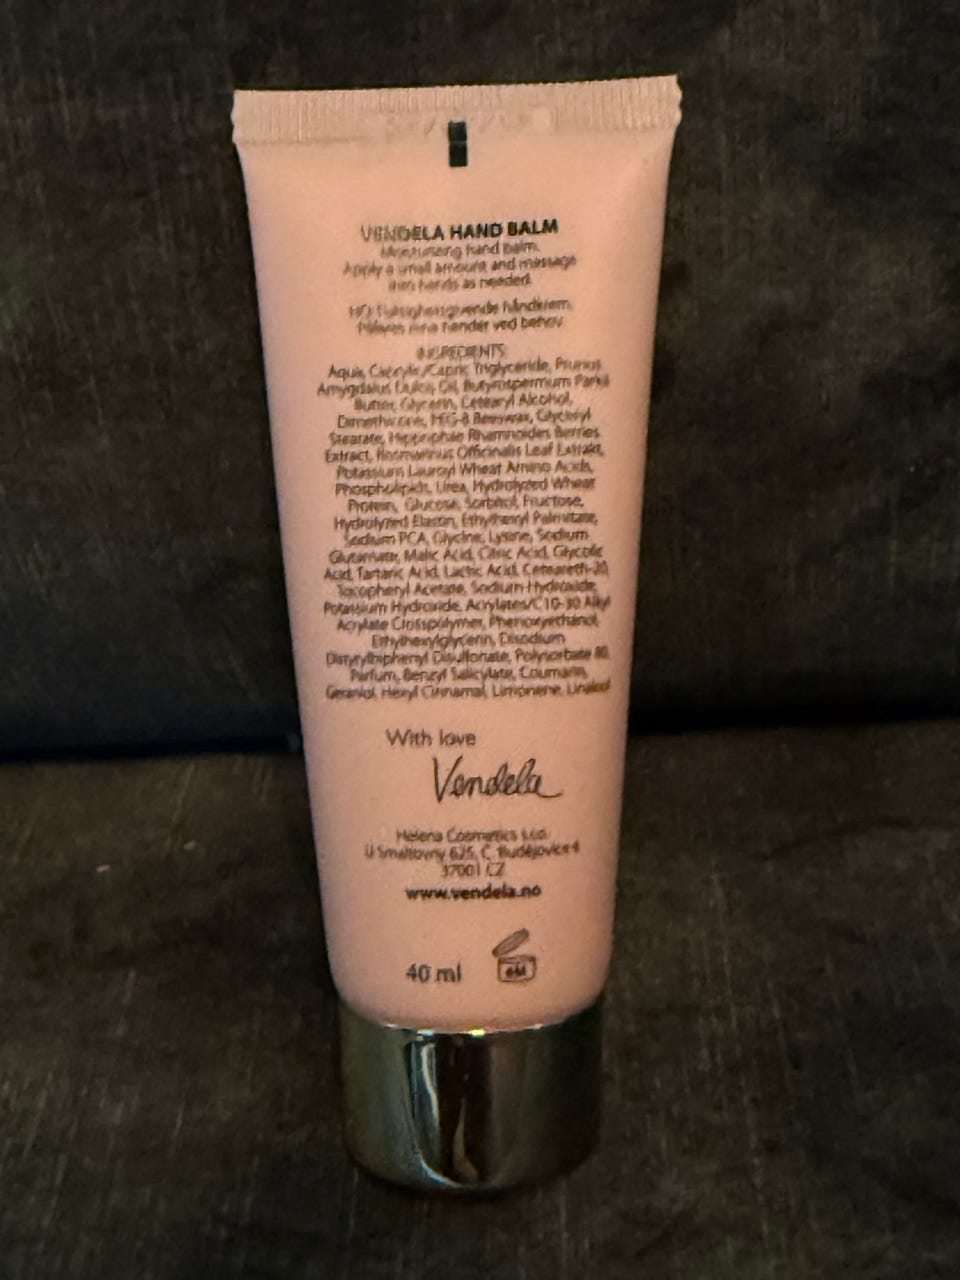 VENDELA HAND BALM
Moisturizing hand balm.
Apply a small amount and massage
into hands as needed.
NO: Fuktighetsgivende håndkrem.
Påføres rene hender ved behov.
INGREDIENTS:
Aqua, Caprylic/Capric Triglyceride, Prunus
Amygdalus Dulcis Oil, Butyrospermum Parkii
Butter, Glycerin, Cetearyl Alcohol,
Dimethicone, PEG-8 Beeswax, Glyceryl
Stearate, Hippophae Rhamnoides Berries
Extract, Rosmarinus Officinalis Leaf Extrakt,
Potassium Lauroyl Wheat Amino Acids,
Phospholipids, Urea, Hydrolyzed Wheat
Protein, Glucose, Sorbitol, Fructose,
Hydrolyzed Elastin, Ethylhexyl Palmitate,
Sodium PCA, Glycine, Lysine, Sodium
Glutamate, Malic Acid, Citric Acid, Glycolic
Acid, Tartaric Acid, Lactic Acid, Ceteareth-20,
Tocopheryl Acetate, Sodium Hydroxide,
Potassium Hydroxide, Acrylates/C10-30 Alkyl
Acrylate Crosspolymer, Phenoxyethanol,
Ethylhexylglycerin, Disodium
Distyrylbiphenyl Disulfonate, Polysorbate 80,
Parfum, Benzyl Salicylate, Coumarin,
Geraniol, Hexyl Cinnamal, Limonene, Linalool
With love
Vendela
Helena Cosmetics Ltd.
U Smaltovny 625, C. Budějovice 4
37001 CZ
www.vendela.no
40 ml
6M